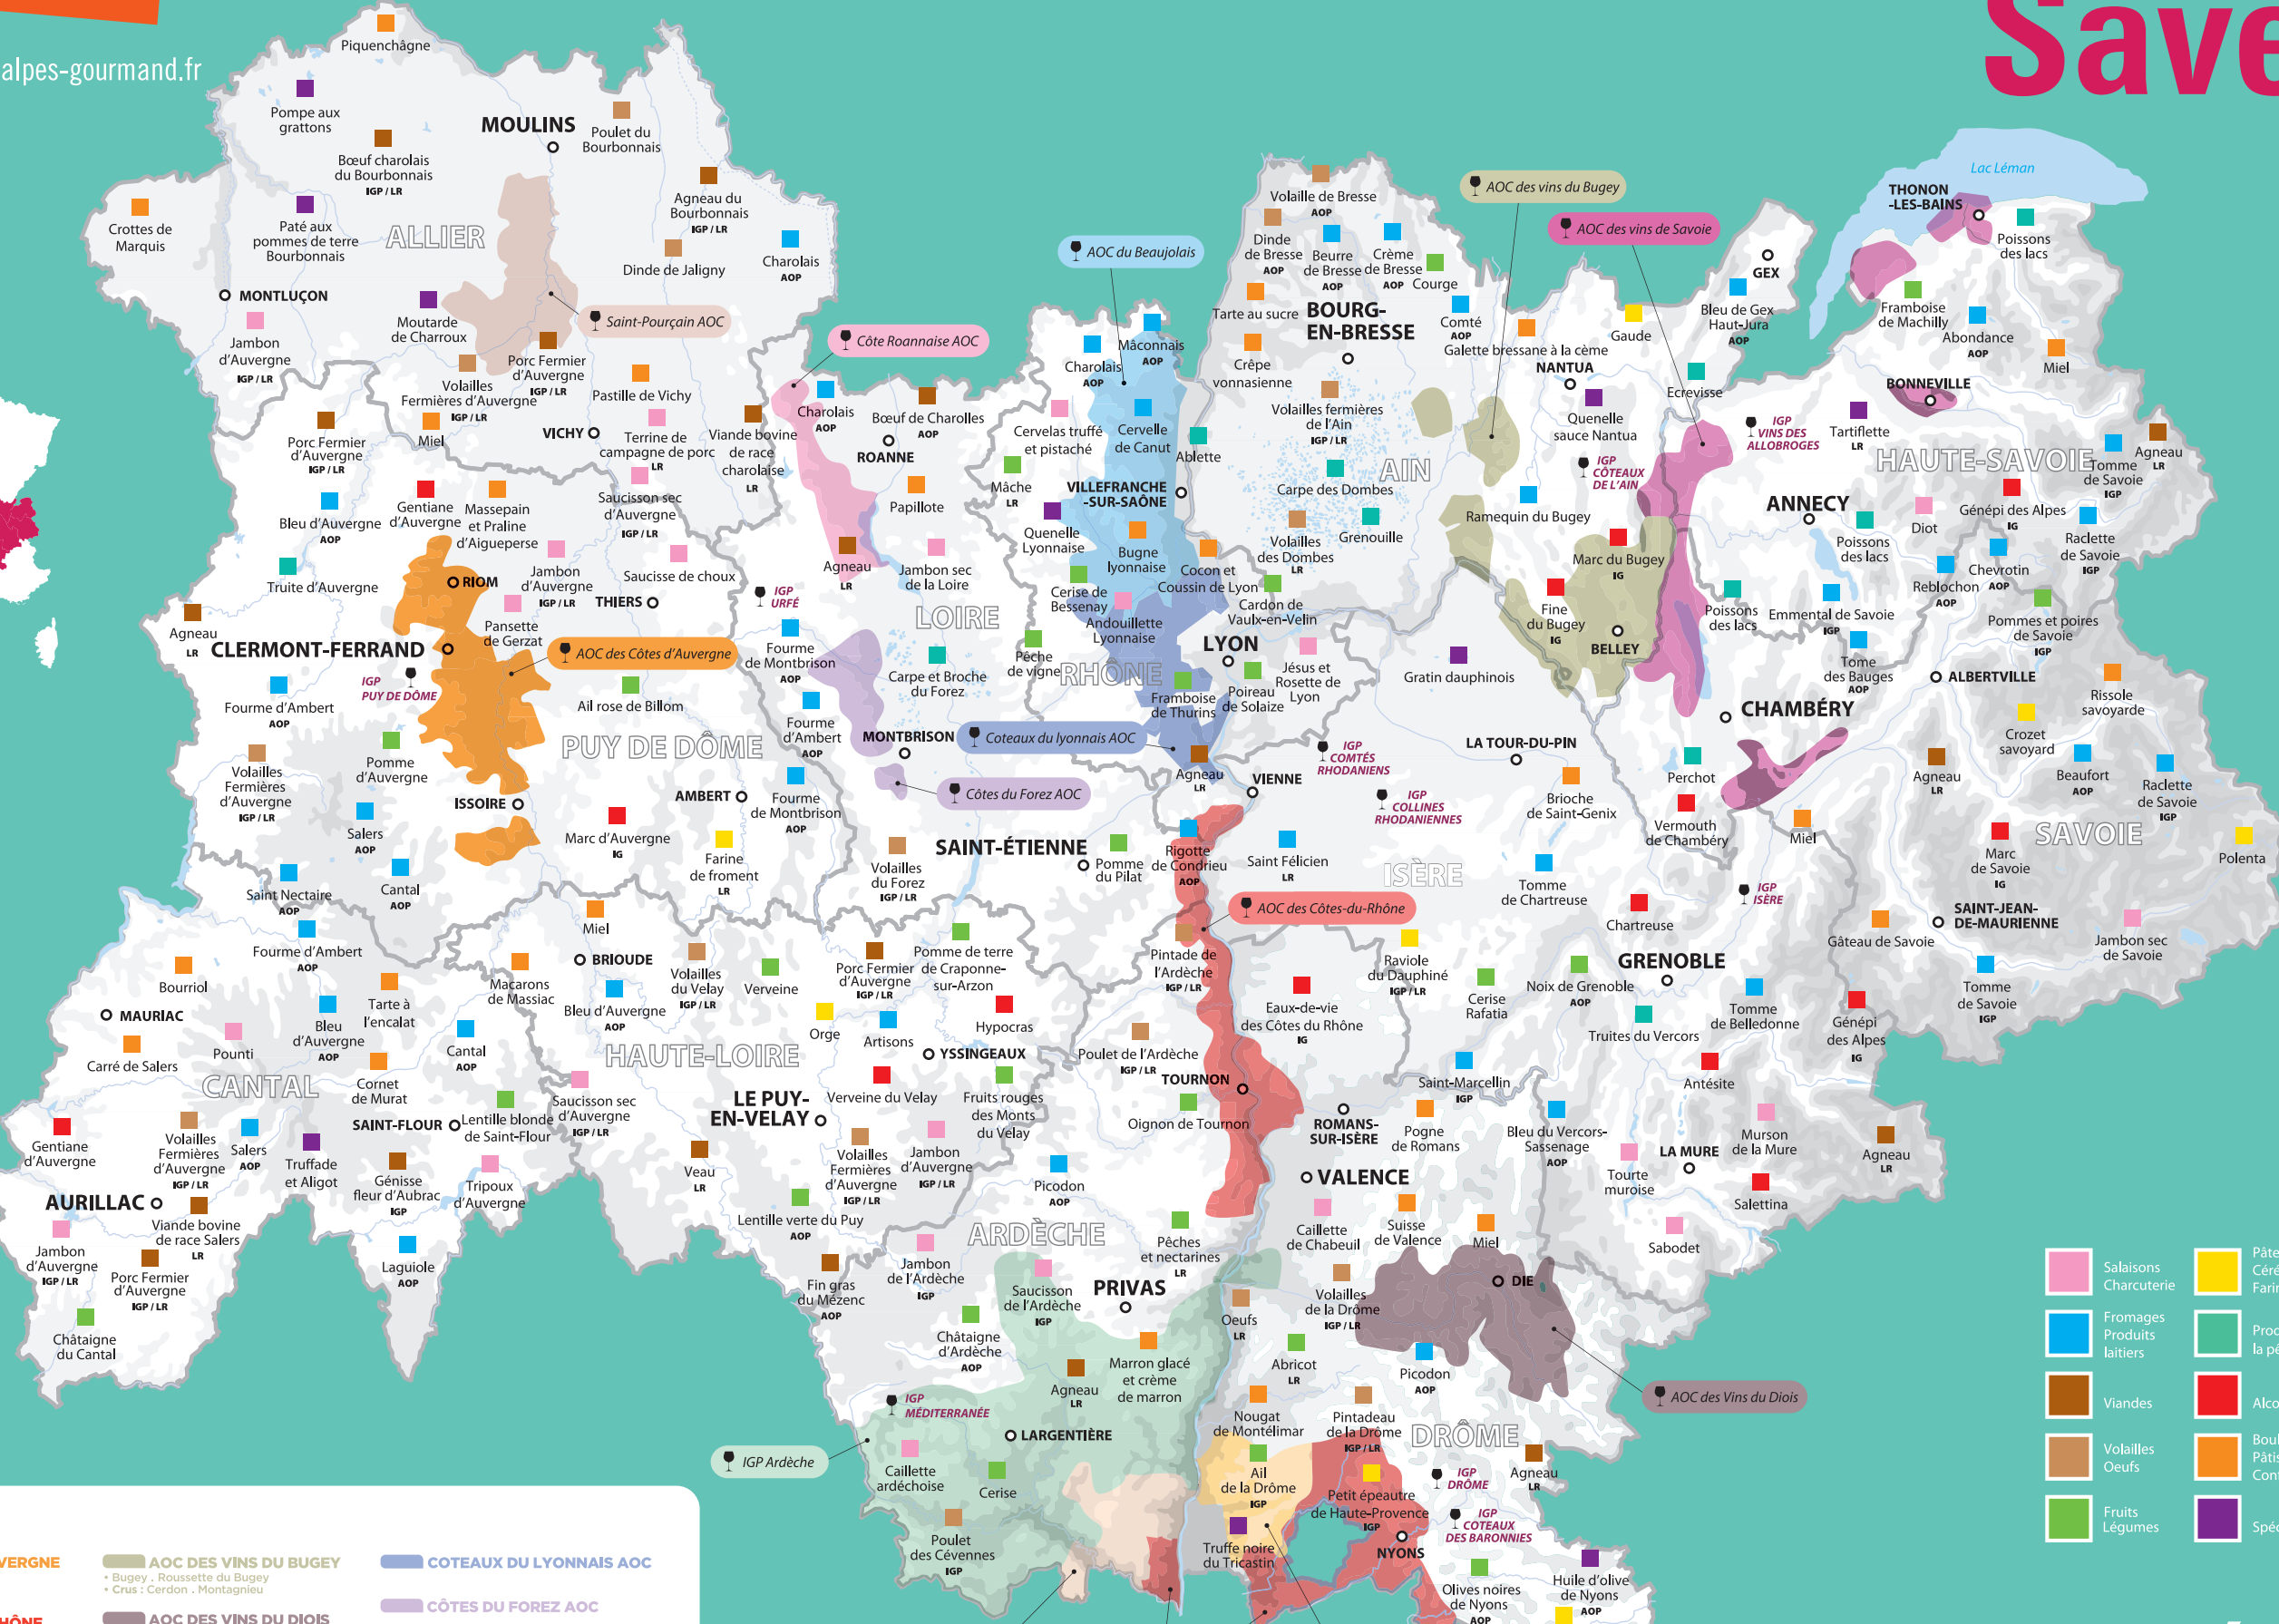 Save
alpes-gourmand.fr
Piquenchâgne
Pompe aux
grattons
Bœuf charolais
du Bourbonnais
IGP / LR
MOULINS
Poulet du
Bourbonnais
Crottes de
Marquis
Paté aux
pommes de terre
Bourbonnais
ALLIER
Agneau du
Bourbonnais
IGP / LR
Dinde de Jaligny
Charolais
AOP
MONTLUÇON
Jambon
d'Auvergne
IGP / LR
Moutarde
de Charroux
Saint-Pourçain AOC
Porc Fermier
d'Auvergne
IGP / LR
Volailles
Fermières d'Auvergne
IGP / LR
Pastille de Vichy
Miel
VICHY
Terrine de
campagne de porc
LR
Viande bovine
de race
charolaise
LR
Porc Fermier
d'Auvergne
IGP / LR
Saucisson sec
d'Auvergne
IGP / LR
Bleu d'Auvergne
AOP
Gentiane
d'Auvergne
Massepain
et Praline
d'Aigueperse
Truite d'Auvergne
RIOM
Jambon
d'Auvergne
IGP / LR
Saucisse de choux
THIERS
Pansette
de Gerzat
Agneau
LR
CLERMONT-FERRAND
AOC des Côtes d'Auvergne
IGP
PUY DE DÔME
Fourme d'Ambert
AOP
Ail rose de Billom
PUY DE DÔME
Pomme
d'Auvergne
Volailles
Fermières
d'Auvergne
IGP / LR
Salers
AOP
ISSOIRE
AMBERT
Marc d'Auvergne
IG
Farine
de froment
LR
Saint Nectaire
AOP
Cantal
AOP
Côte Roannaise AOC
Charolais
AOP
Bœuf de Charolles
AOP
ROANNE
Papillote
Agneau
LR
Jambon sec
de la Loire
IGP
URFÉ
LOIRE
Fourme
de Montbrison
AOP
Carpe et Broche
du Forez
Fourme
d'Ambert
AOP
MONTBRISON
Côtes du Forez AOC
Fourme
de Montbrison
AOP
Volailles
du Forez
IGP / LR
SAINT-ÉTIENNE
Pomme
du Pilat
AOC du Beaujolais
Mâconnais
AOP
Charolais
AOP
Cervelas truffé
et pistaché
Cervelle
de Canut
Ablette
Mâche
LR
VILLEFRANCHE
-SUR-SAÔNE
Quenelle
Lyonnaise
Bugne
lyonnaise
Cocon et
Coussin de Lyon
Cerise de
Bessenay
Andouillette
Lyonnaise
Cardon de
Vaulx-en-Velin
LYON
Pêche
de vigne
RHÔNE
Framboise
de Thurins
Poireau
de Solaize
Jésus et
Rosette de
Lyon
Coteaux du lyonnais AOC
Agneau
LR
VIENNE
Rigotte
de Condrieu
AOP
Volaille de Bresse
AOP
Dinde
de Bresse
AOP
Beurre
de Bresse
AOP
Crème
de Bresse
AOP
Courge
Tarte au sucre
BOURG-
EN-BRESSE
Comté
AOP
Crêpe
vonnasienne
Galette bressane à la cème
Gaude
NANTUA
Volailles fermières
de l'Ain
IGP / LR
Quenelle
sauce Nantua
AIN
IGP
CÔTEAUX
DE L'AIN
Carpe des Dombes
Ramequin du Bugey
Volailles
des Dombes
LR
Grenouille
Marc du Bugey
IG
Fine
du Bugey
IG
BELLEY
AOC des vins du Bugey
AOC des vins de Savoie
GEX
Bleu de Gex
Haut-Jura
AOP
Ecrevisse
Lac Léman
THONON
-LES-BAINS
Poissons
des lacs
Framboise
de Machilly
Abondance
AOP
Miel
BONNEVILLE
IGP
VINS DES
ALLOBROGES
Tartiflette
LR
HAUTE-SAVOIE
Agneau
LR
Tomme
de Savoie
IGP
ANNECY
Diot
Génépi des Alpes
IG
Poissons
des lacs
Raclette
de Savoie
IGP
Chevrotin
AOP
Reblochon
AOP
Poissons
des lacs
Emmental de Savoie
IGP
Pommes et poires
de Savoie
IGP
Tome
des Bauges
AOP
ALBERTVILLE
Rissole
savoyarde
CHAMBÉRY
Crozet
savoyard
Beaufort
AOP
Raclette
de Savoie
IGP
Agneau
LR
Perchot
Vermouth
de Chambéry
Miel
SAVOIE
Marc
de Savoie
IG
Polenta
Gratin dauphinois
LA TOUR-DU-PIN
IGP
COMTÉS
RHODANIENS
IGP
COLLINES
RHODANIENNES
Brioche
de Saint-Genix
Saint Félicien
LR
ISÈRE
Tomme
de Chartreuse
IGP
ISÈRE
Chartreuse
SAINT-JEAN-
DE-MAURIENNE
Gâteau de Savoie
Jambon sec
de Savoie
Tomme
de Savoie
IGP
AOC des Côtes-du-Rhône
Raviole
du Dauphiné
IGP / LR
Cerise
Rafatia
Noix de Grenoble
AOP
GRENOBLE
Tomme
de Belledonne
Génépi
des Alpes
IG
Truites du Vercors
Antésite
Eaux-de-vie
des Côtes du Rhône
IG
Saint-Marcellin
IGP
Pintade de
l'Ardèche
IGP / LR
Poulet de l'Ardèche
IGP / LR
TOURNON
Oignon de Tournon
ROMANS-
SUR-ISÈRE
Pogne
de Romans
Bleu du Vercors-
Sassenage
AOP
Murson
de la Mure
LA MURE
Tourte
muroise
Agneau
LR
Salettina
Sabodet
VALENCE
Caillette
de Chabeuil
Suisse
de Valence
Miel
DIE
Volailles
de la Drôme
IGP / LR
Oeufs
LR
Abricot
LR
Picodon
AOP
AOC des Vins du Diois
Nougat
de Montélimar
Pintadeau
de la Drôme
IGP / LR
DRÔME
Agneau
LR
Ail
de la Drôme
IGP
IGP
DRÔME
Petit épeautre
de Haute-Provence
IGP
IGP
COTEAUX
DES BARONNIES
NYONS
Truffe noire
du Tricastin
Olives noires
de Nyons
AOP
Huile d'olive
de Nyons
AOP
Fourme d'Ambert
AOP
Bourriol
Tarte à
l'encalat
Miel
BRIOUDE
Macarons
de Massiac
Bleu d'Auvergne
AOP
MAURIAC
Bleu
d'Auvergne
AOP
Pounti
Cantal
AOP
Carré de Salers
CANTAL
Cornet
de Murat
Lentille blonde
de Saint-Flour
SAINT-FLOUR
Gentiane
d'Auvergne
Volailles
Fermières
d'Auvergne
IGP / LR
Salers
AOP
Truffade
et Aligot
Génisse
fleur d'Aubrac
IGP
Tripoux
d'Auvergne
AURILLAC
Viande bovine
de race Salers
LR
Jambon
d'Auvergne
IGP / LR
Porc Fermier
d'Auvergne
IGP / LR
Laguiole
AOP
Châtaigne
du Cantal
Volailles
du Velay
IGP / LR
Verveine
Porc Fermier
d'Auvergne
IGP / LR
Pomme de terre
de Craponne-
sur-Arzon
Orge
Artisons
Hypocras
HAUTE-LOIRE
YSSINGEAUX
Saucisson sec
d'Auvergne
IGP / LR
LE PUY-
EN-VELAY
Verveine du Velay
Fruits rouges
des Monts
du Velay
Veau
LR
Volailles
Fermières
d'Auvergne
IGP / LR
Jambon
d'Auvergne
IGP / LR
Lentille verte du Puy
AOP
Fin gras
du Mézenc
AOP
Picodon
AOP
ARDÈCHE
Pêches
et nectarines
LR
Jambon
de l'Ardèche
IGP
Saucisson
de l'Ardèche
IGP
PRIVAS
Châtaigne
d'Ardèche
AOP
Agneau
LR
Marron glacé
et crème
de marron
IGP
MÉDITERRANÉE
LARGENTIÈRE
IGP Ardèche
Caillette
ardéchoise
Cerise
Poulet
des Cévennes
IGP
Salaisons
Charcuterie
Fromages
Produits
laitiers
Viandes
Volailles
Oeufs
Fruits
Légumes
Pâte
Céré
Farin
Prod
la pê
Alco
Boul
Pâtis
Conf
Spéc
VERGNE
AOC DES VINS DU BUGEY
• Bugey . Roussette du Bugey
• Crus : Cerdon . Montagnieu
COTEAUX DU LYONNAIS AOC
HÔNE
AOC DES VINS DU DIOIS
CÔTES DU FOREZ AOC